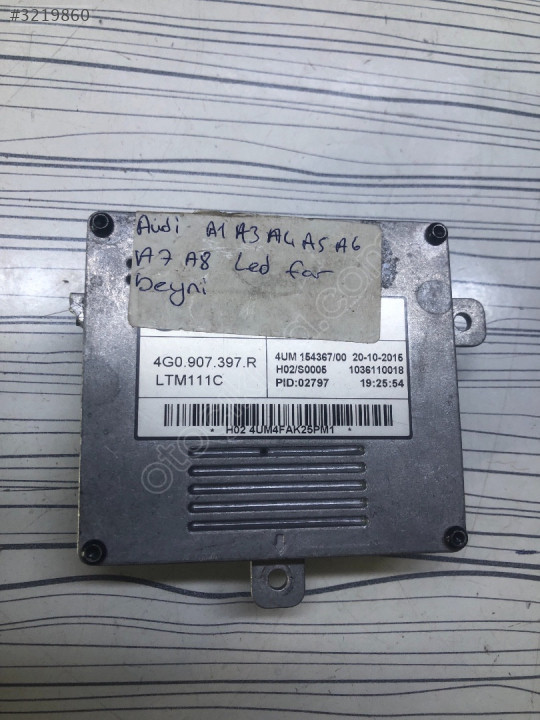 #3219860
Audi A1 A3 A4 A5 A6
A7 A8 Led far
beyni
4G0.907.397.R
LTM111C
4UM 154367/00 20-10-2015
H02/S0005 1036110018
PID:02797 19:25:54
* H02 4UM4FAK25PM1 *